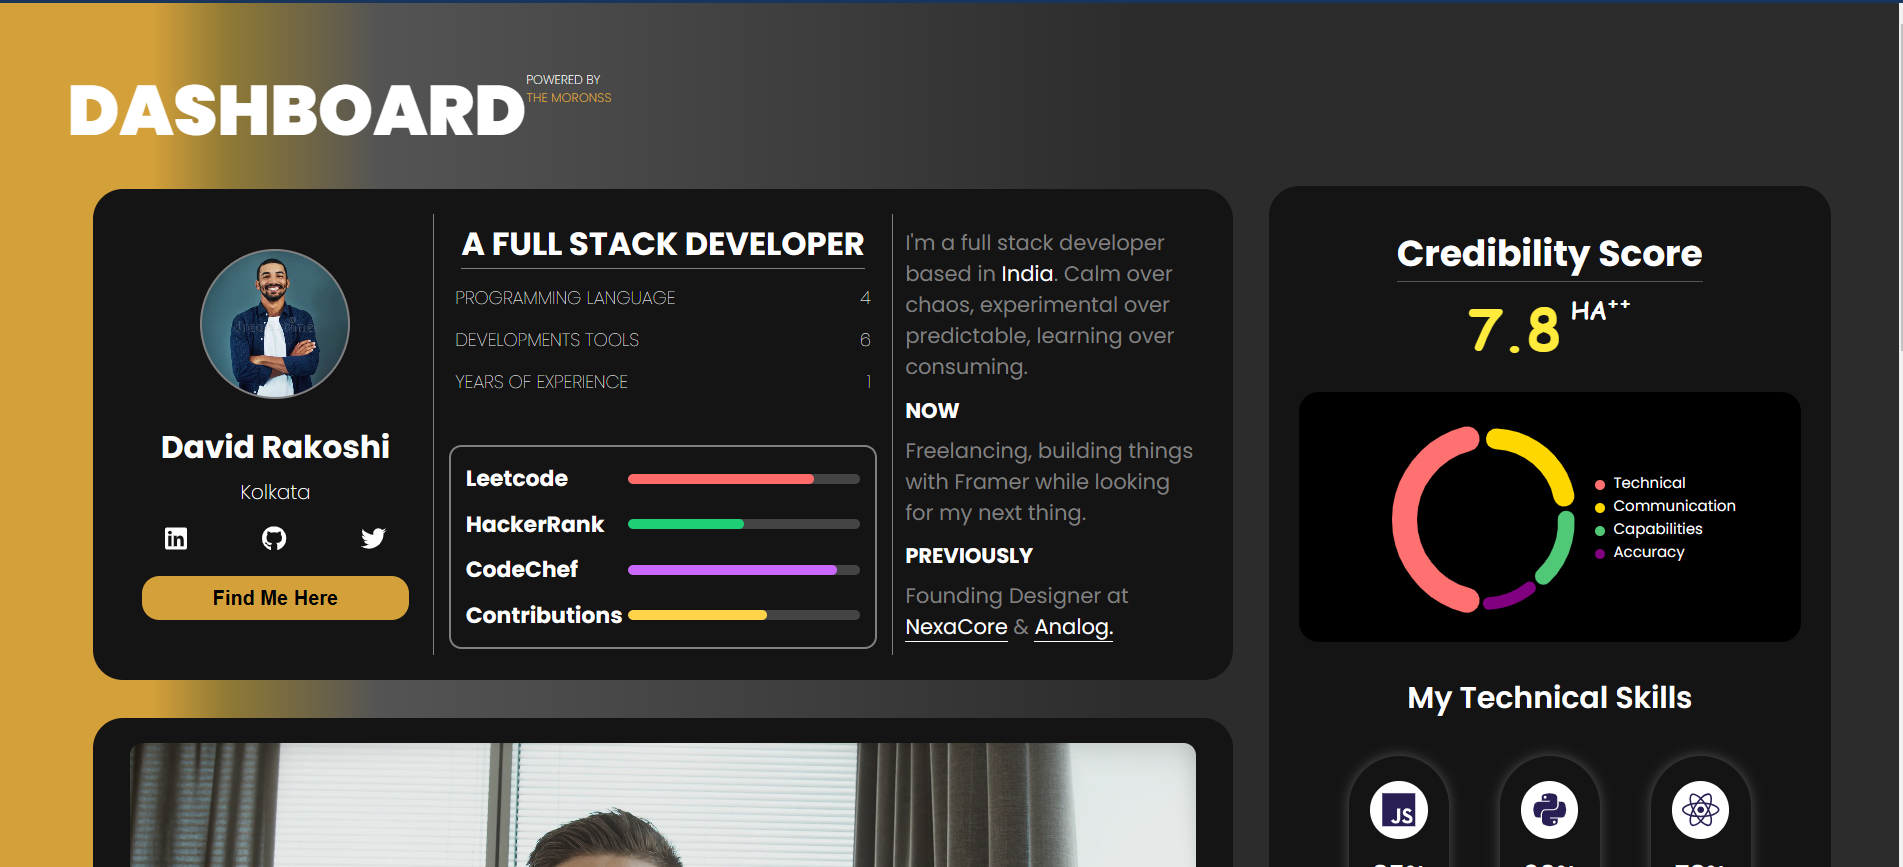 DASHBOARD
POWERED BY
THE MORONSS
David Rakoshi
Kolkata
Find Me Here
A FULL STACK DEVELOPER
PROGRAMMING LANGUAGE 4
DEVELOPMENTS TOOLS 6
YEARS OF EXPERIENCE 1
Leetcode
HackerRank
CodeChef
Contributions
I'm a full stack developer
based in India. Calm over
chaos, experimental over
predictable, learning over
consuming.
NOW
Freelancing, building things
with Framer while looking
for my next thing.
PREVIOUSLY
Founding Designer at
NexaCore & Analog.
Credibility Score
7.8 HA++
Technical
Communication
Capabilities
Accuracy
My Technical Skills
JS